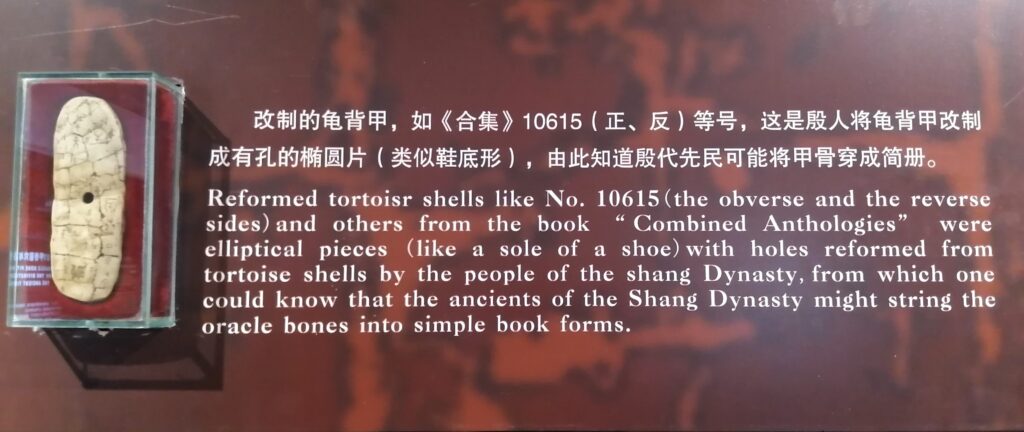 改制的龟背甲，如《合集》10615（正、反）等号，这是殷人将龟背甲改制
成有孔的椭圆片（类似鞋底形），由此知道殷代先民可能将甲骨穿成简册。
Reformed tortoisr shells like No. 10615(the obverse and the reverse
sides)and others from the book “Combined Anthologies” were
elliptical pieces (like a sole of a shoe)with holes reformed from
tortoise shells by the people of the shang Dynasty, from which one
could know that the ancients of the Shang Dynasty might string the
oracle bones into simple book forms.